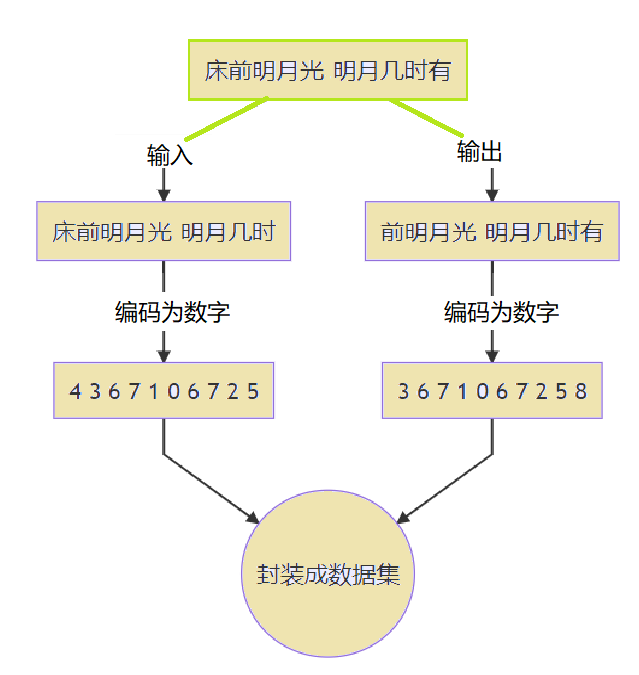 床前明月光 明月几时有
输入
输出
床前明月光 明月几时
前明月光 明月几时有
编码为数字
编码为数字
4 3 6 7 1 0 6 7 2 5
3 6 7 1 0 6 7 2 5 8
封装成数据集